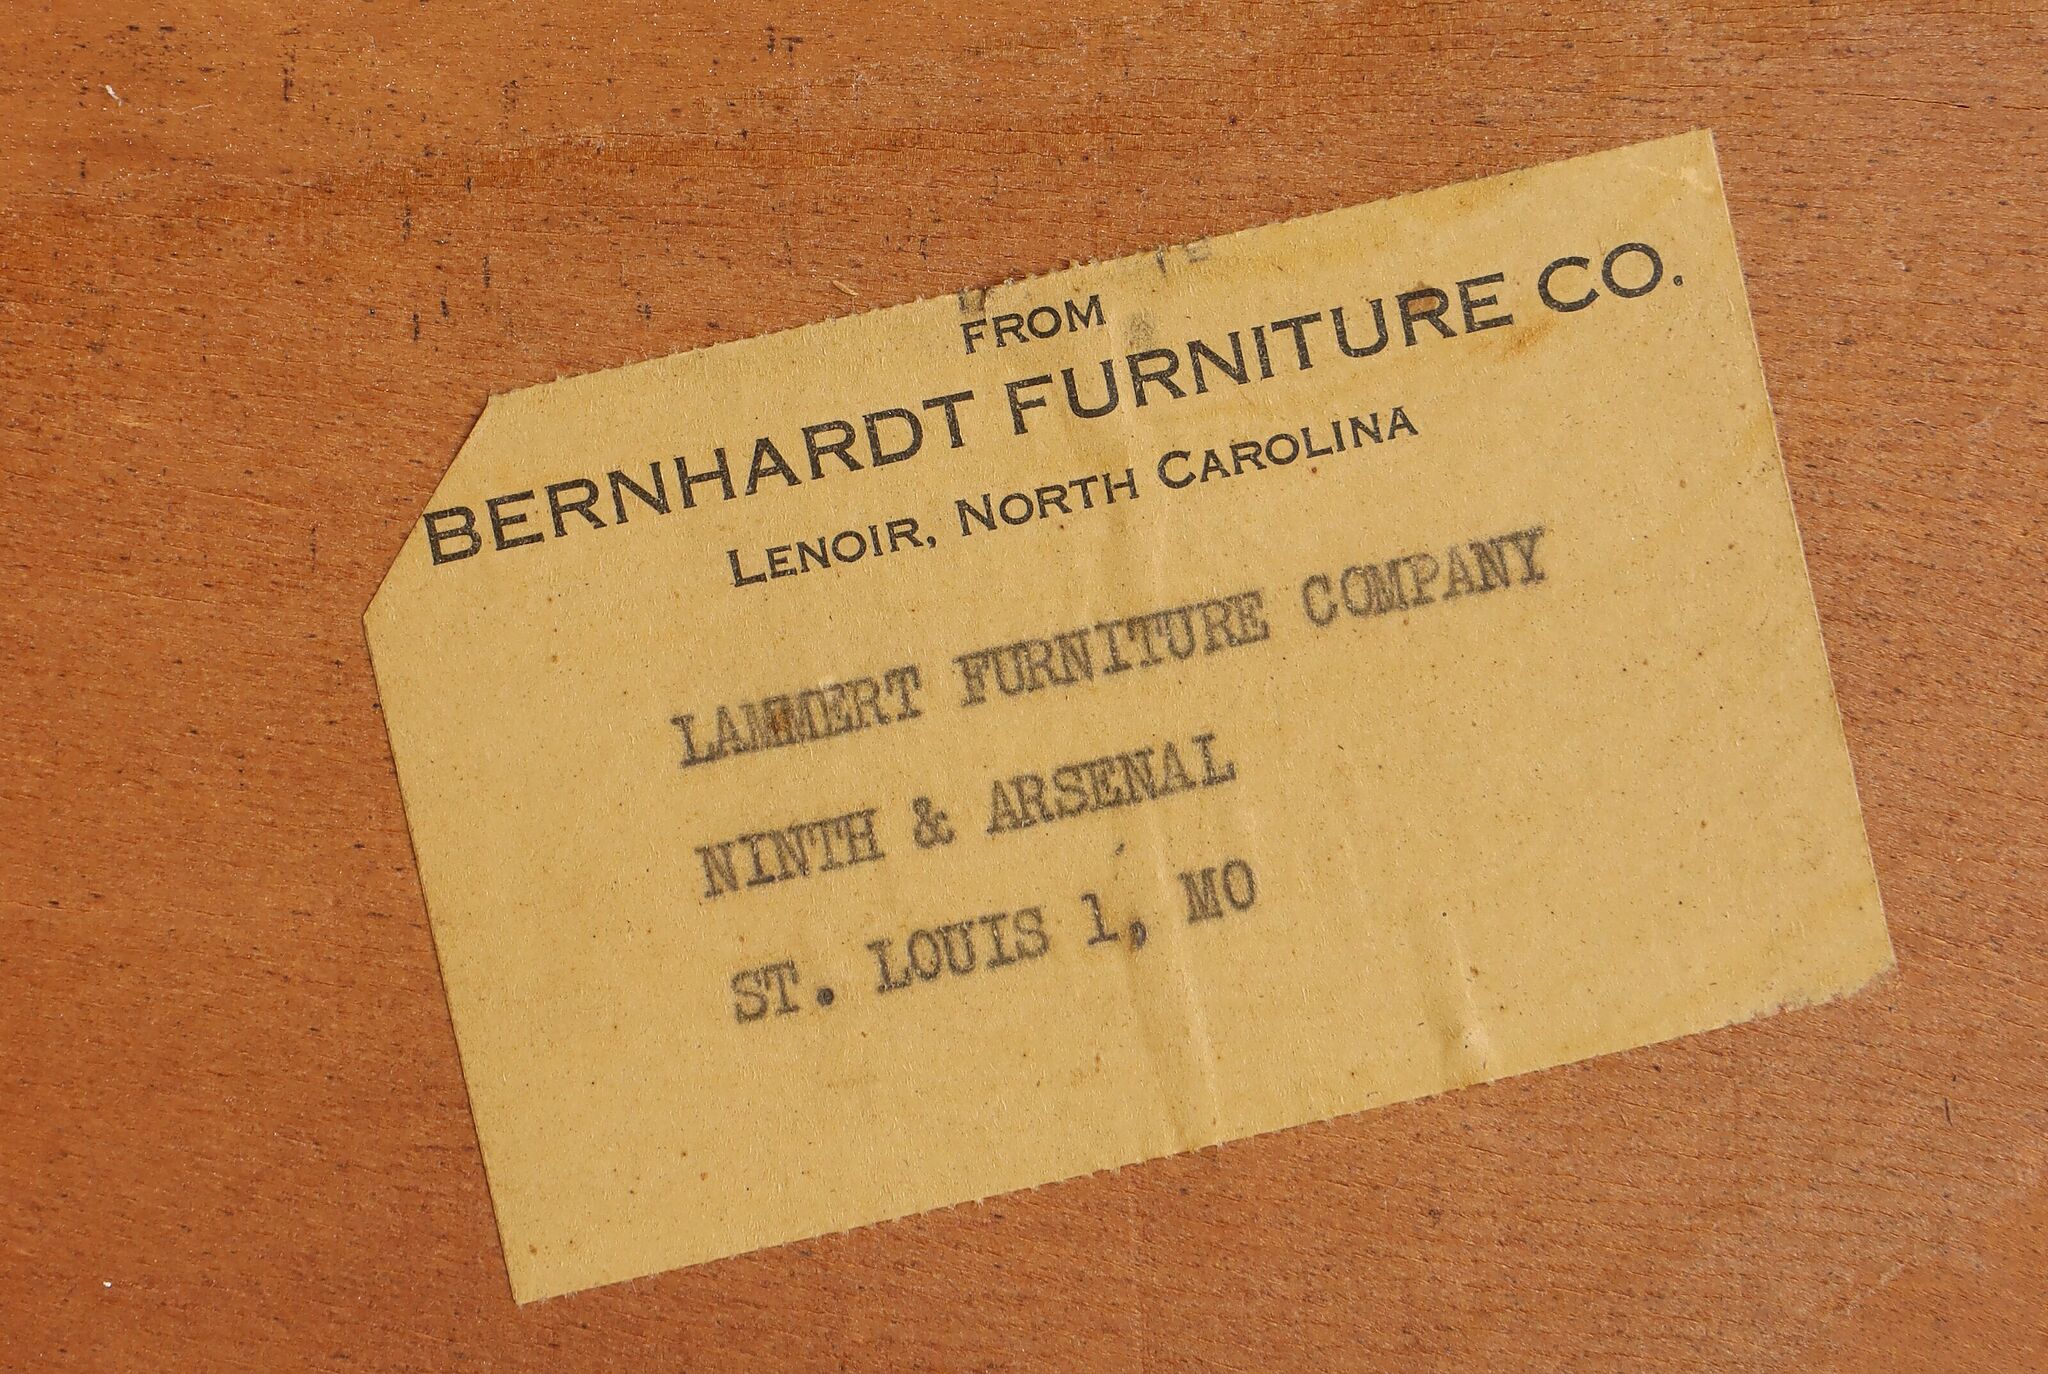 FROM
BERNHARDT FURNITURE CO.
LENOIR, NORTH CAROLINA
LAMMERT FURNITURE COMPANY
NINTH & ARSENAL
ST. LOUIS 1, MO